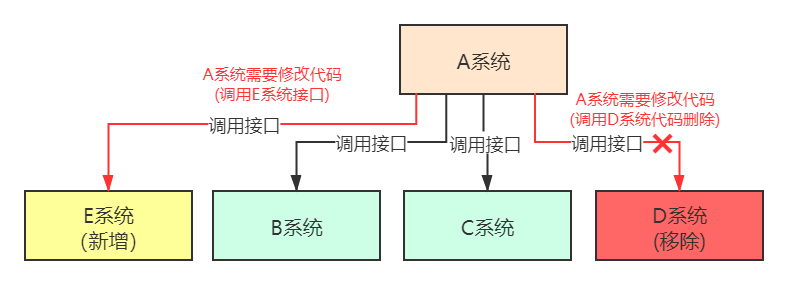 A系统
A系统需要修改代码
(调用E系统接口)
A系统需要修改代码
(调用D系统代码删除)
调用接口
调用接口
调用接口
调用接口
E系统
(新增)
B系统
C系统
D系统
(移除)